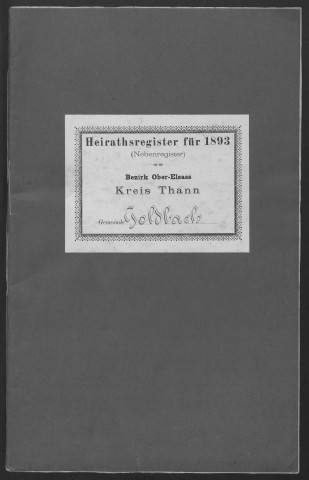 Heirathsregister für 1893
(Nebenregister)
Bezirk Ober-Elsass
Kreis Thann
Gemeinde Goldbach